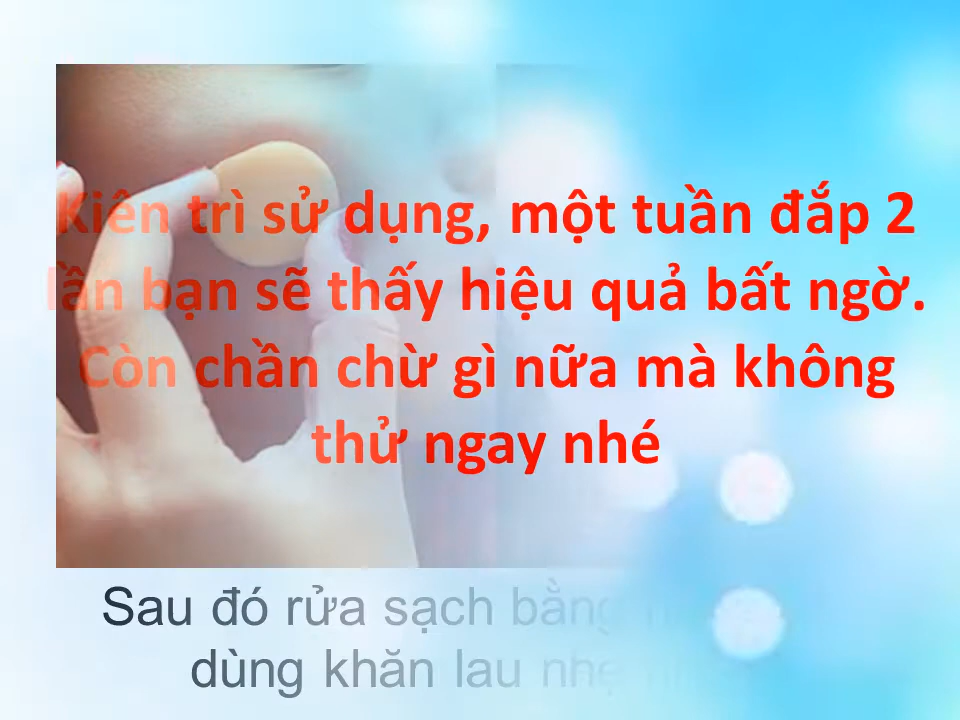 Kiên trì sử dụng, một tuần đắp 2
lần bạn sẽ thấy hiệu quả bất ngờ.
Còn chần chừ gì nữa mà không
thử ngay nhé
Sau đó rửa sạch bằng
dùng khăn lau nhẹ